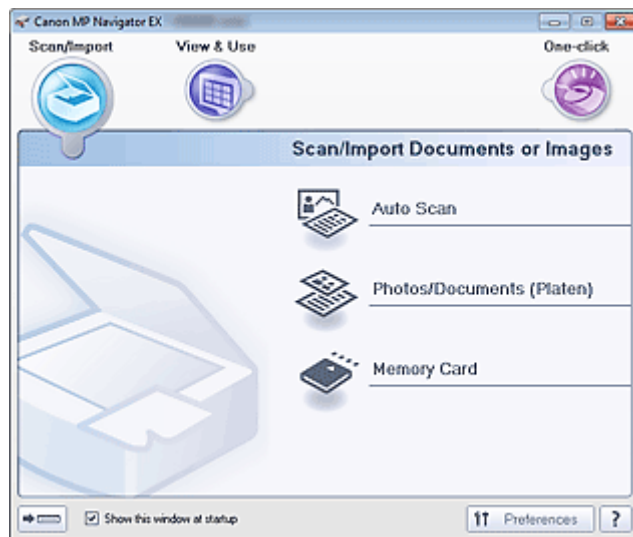 Canon MP Navigator EX
Scan/Import View & Use One-click
Scan/Import Documents or Images
Auto Scan
Photos/Documents (Platen)
Memory Card
Show this window at startup Preferences ?